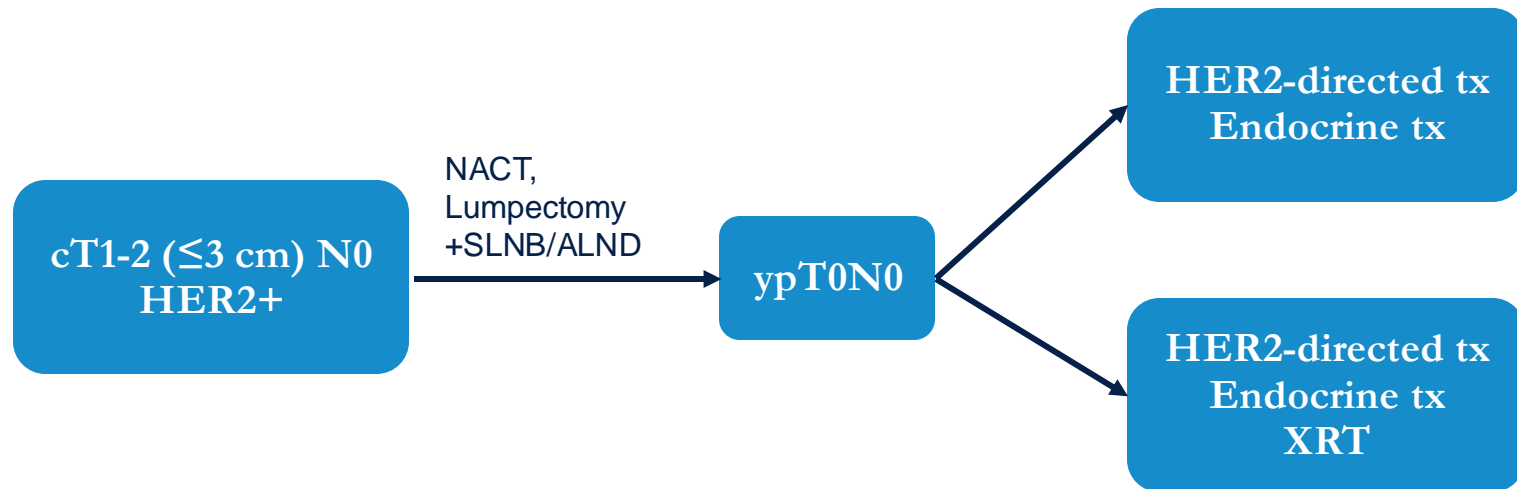 cT1-2 (≤3 cm) N0
HER2+
NACT,
Lumpectomy
+SLNB/ALND
ypT0N0
HER2-directed tx
Endocrine tx
HER2-directed tx
Endocrine tx
XRT